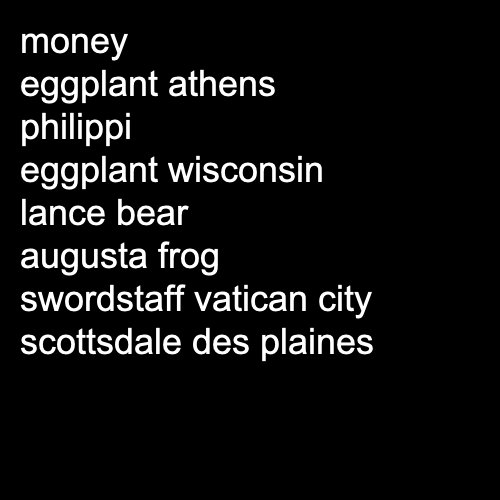 money
eggplant athens
philippi
eggplant wisconsin
lance bear
augusta frog
swordstaff vatican city
scottsdale des plaines